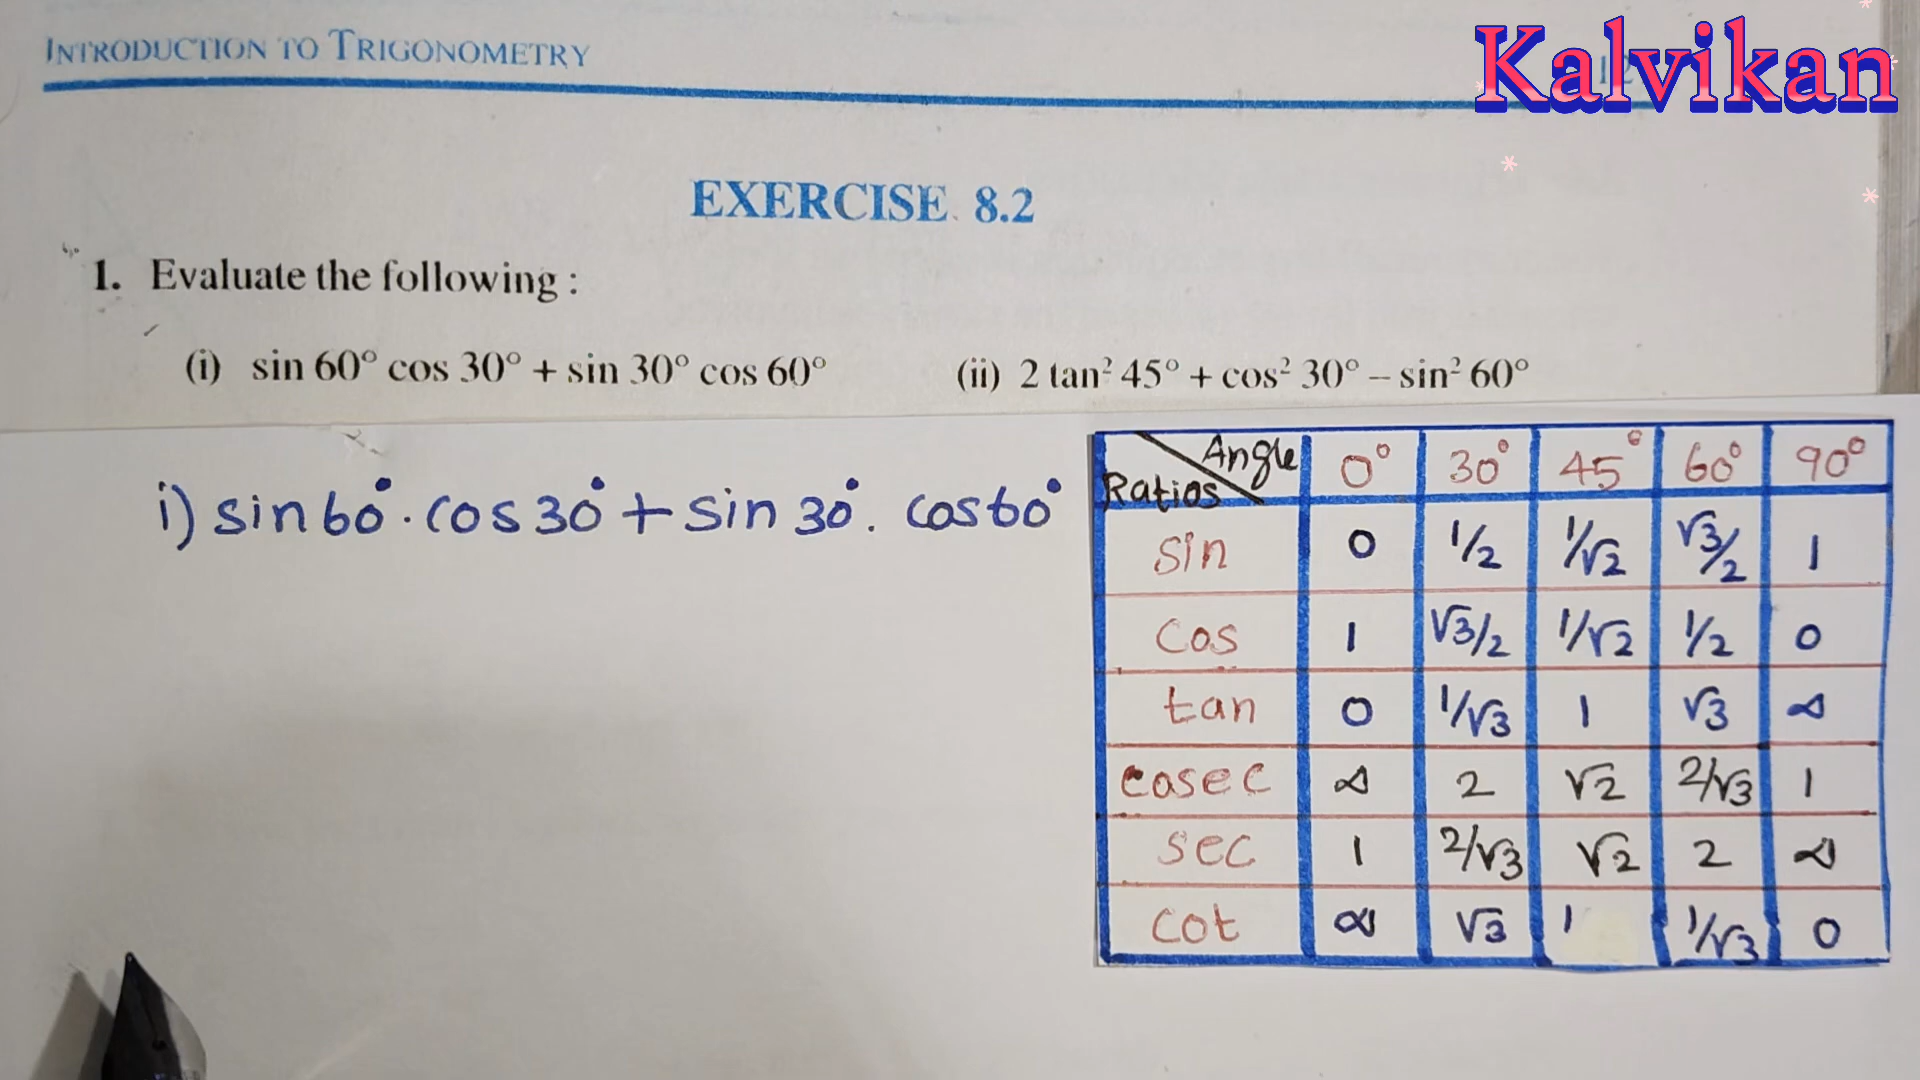 INTRODUCTION TO TRIGONOMETRY
Kalvikan
EXERCISE 8.2
1. Evaluate the following :
(i) sin 60° cos 30° + sin 30° cos 60° (ii) 2 tan² 45° + cos² 30° – sin² 60°
i) sin 60°. cos 30° + sin 30°. cos 60°
Angle Ratios 0° 30° 45° 60° 90°
sin 0 1/2 1/√2 √3/2 1
cos 1 √3/2 1/√2 1/2 0
tan 0 1/√3 1 √3 ∞
cosec ∞ 2 √2 2/√3 1
sec 1 2/√3 √2 2 ∞
cot ∞ √3 1 1/√3 0